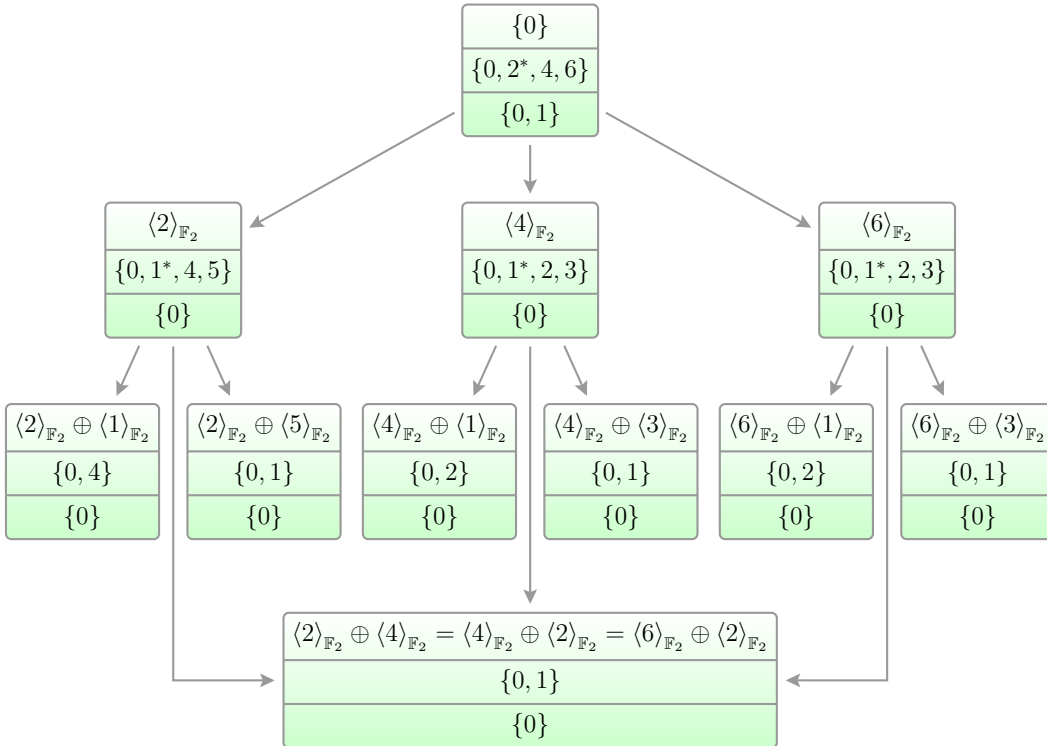 {0}
{0, 2*, 4, 6}
{0, 1}
⟨2⟩_𝔽₂
{0, 1*, 4, 5}
{0}
⟨4⟩_𝔽₂
{0, 1*, 2, 3}
{0}
⟨6⟩_𝔽₂
{0, 1*, 2, 3}
{0}
⟨2⟩_𝔽₂ ⊕ ⟨1⟩_𝔽₂
{0, 4}
{0}
⟨2⟩_𝔽₂ ⊕ ⟨5⟩_𝔽₂
{0, 1}
{0}
⟨4⟩_𝔽₂ ⊕ ⟨1⟩_𝔽₂
{0, 2}
{0}
⟨4⟩_𝔽₂ ⊕ ⟨3⟩_𝔽₂
{0, 1}
{0}
⟨6⟩_𝔽₂ ⊕ ⟨1⟩_𝔽₂
{0, 2}
{0}
⟨6⟩_𝔽₂ ⊕ ⟨3⟩_𝔽₂
{0, 1}
{0}
⟨2⟩_𝔽₂ ⊕ ⟨4⟩_𝔽₂ = ⟨4⟩_𝔽₂ ⊕ ⟨2⟩_𝔽₂ = ⟨6⟩_𝔽₂ ⊕ ⟨2⟩_𝔽₂
{0, 1}
{0}